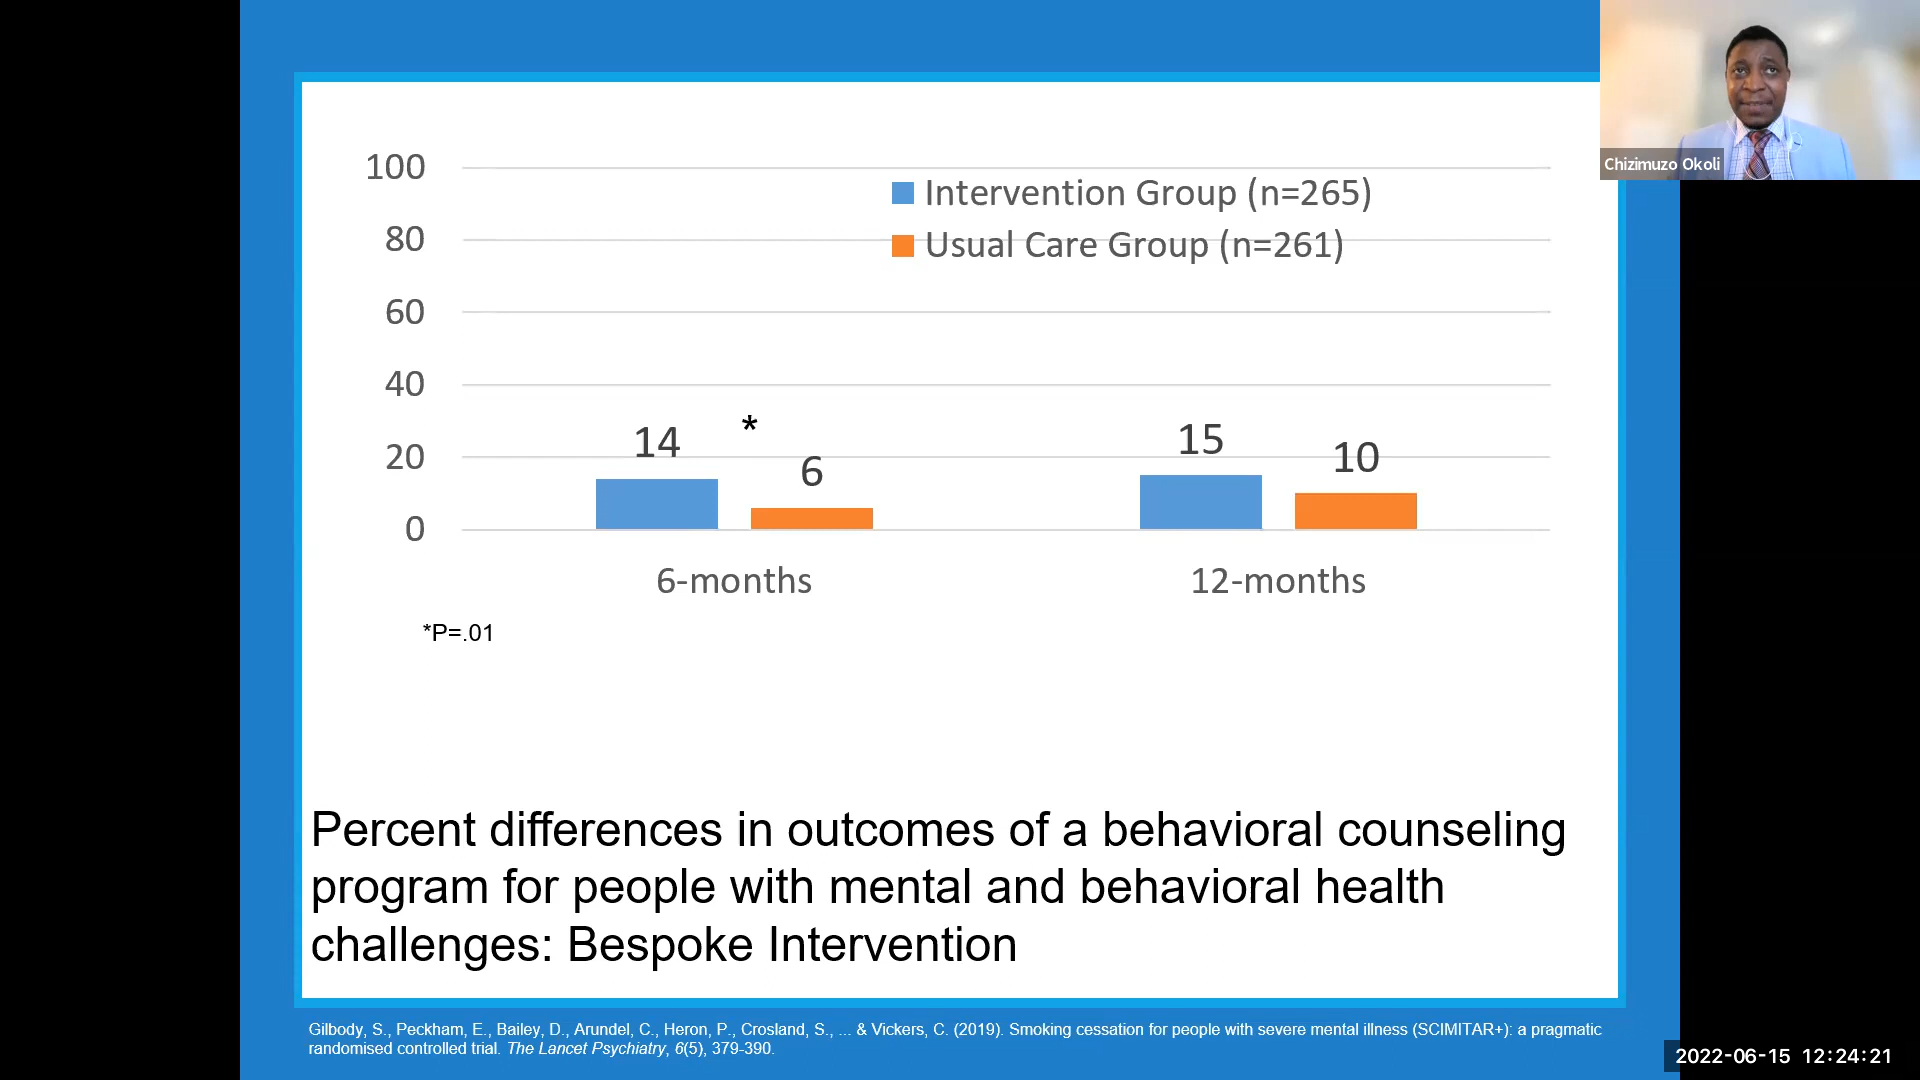 Chizimuzo Okoli
100
80
60
40
20
0
Intervention Group (n=265)
Usual Care Group (n=261)
14
*
6
15
10
6-months
12-months
*P=.01
Percent differences in outcomes of a behavioral counseling
program for people with mental and behavioral health
challenges: Bespoke Intervention
Gilbody, S., Peckham, E., Bailey, D., Arundel, C., Heron, P., Crosland, S., ... & Vickers, C. (2019). Smoking cessation for people with severe mental illness (SCIMITAR+): a pragmatic
randomised controlled trial. The Lancet Psychiatry, 6(5), 379-390.
2022-06-15 12:24:21